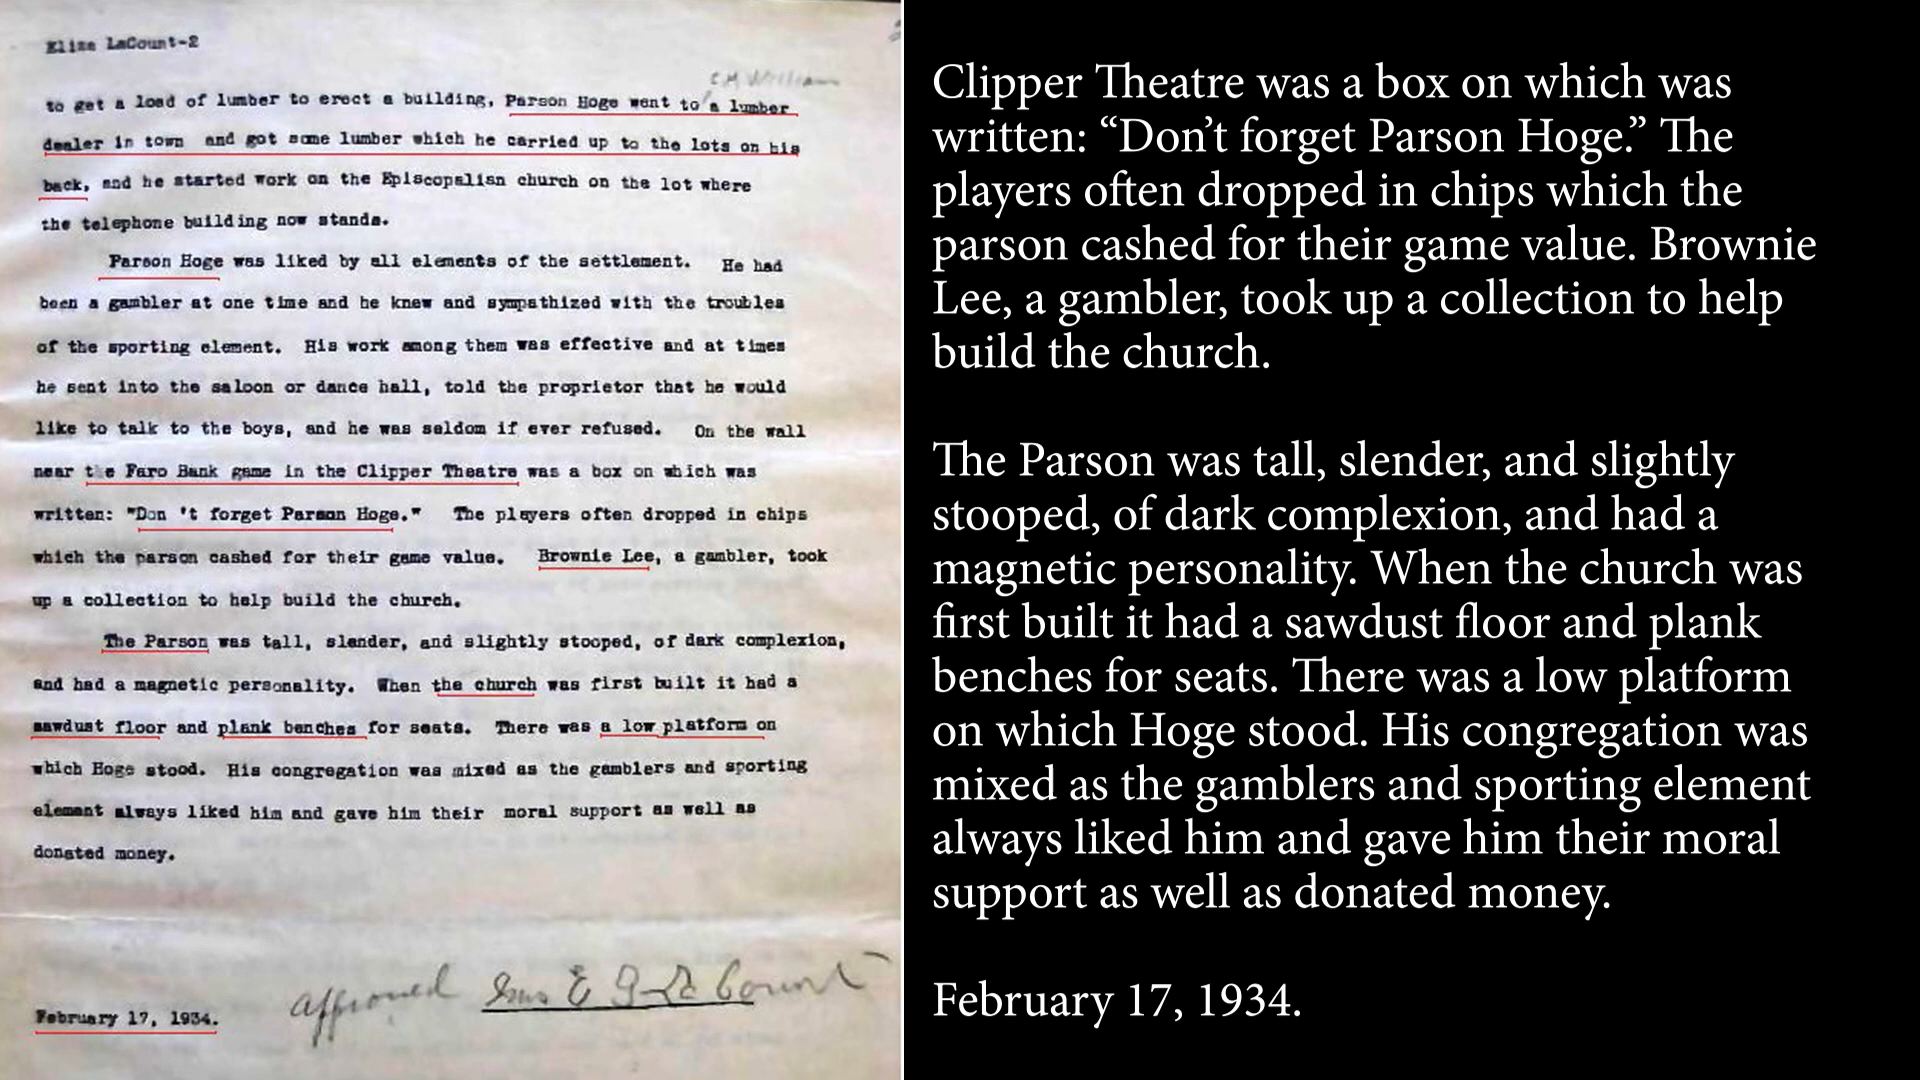 Eliza LaCount-2
to get a load of lumber to erect a building, Parson Hoge went to a lumber
dealer in town and got some lumber which he carried up to the lots on his
back, and he started work on the Episcopalian church on the lot where
the telephone building now stands.
Parson Hoge was liked by all elements of the settlement. He had
been a gambler at one time and he knew and sympathized with the troubles
of the sporting element. His work among them was effective and at times
he sent into the saloon or dance hall, told the proprietor that he would
like to talk to the boys, and he was seldom if ever refused. On the wall
near the Faro Bank game in the Clipper Theatre was a box on which was
written: "Don 't forget Parson Hoge." The players often dropped in chips
which the parson cashed for their game value. Brownie Lee, a gambler, took
up a collection to help build the church.
The Parson was tall, slender, and slightly stooped, of dark complexion,
and had a magnetic personality. When the church was first built it had a
sawdust floor and plank benches for seats. There was a low platform on
which Hoge stood. His congregation was mixed as the gamblers and sporting
element always liked him and gave him their moral support as well as
donated money.
approved Mrs E G La Count
February 17, 1934.
Clipper Theatre was a box on which was
written: “Don’t forget Parson Hoge.” The
players often dropped in chips which the
parson cashed for their game value. Brownie
Lee, a gambler, took up a collection to help
build the church.
The Parson was tall, slender, and slightly
stooped, of dark complexion, and had a
magnetic personality. When the church was
first built it had a sawdust floor and plank
benches for seats. There was a low platform
on which Hoge stood. His congregation was
mixed as the gamblers and sporting element
always liked him and gave him their moral
support as well as donated money.
February 17, 1934.